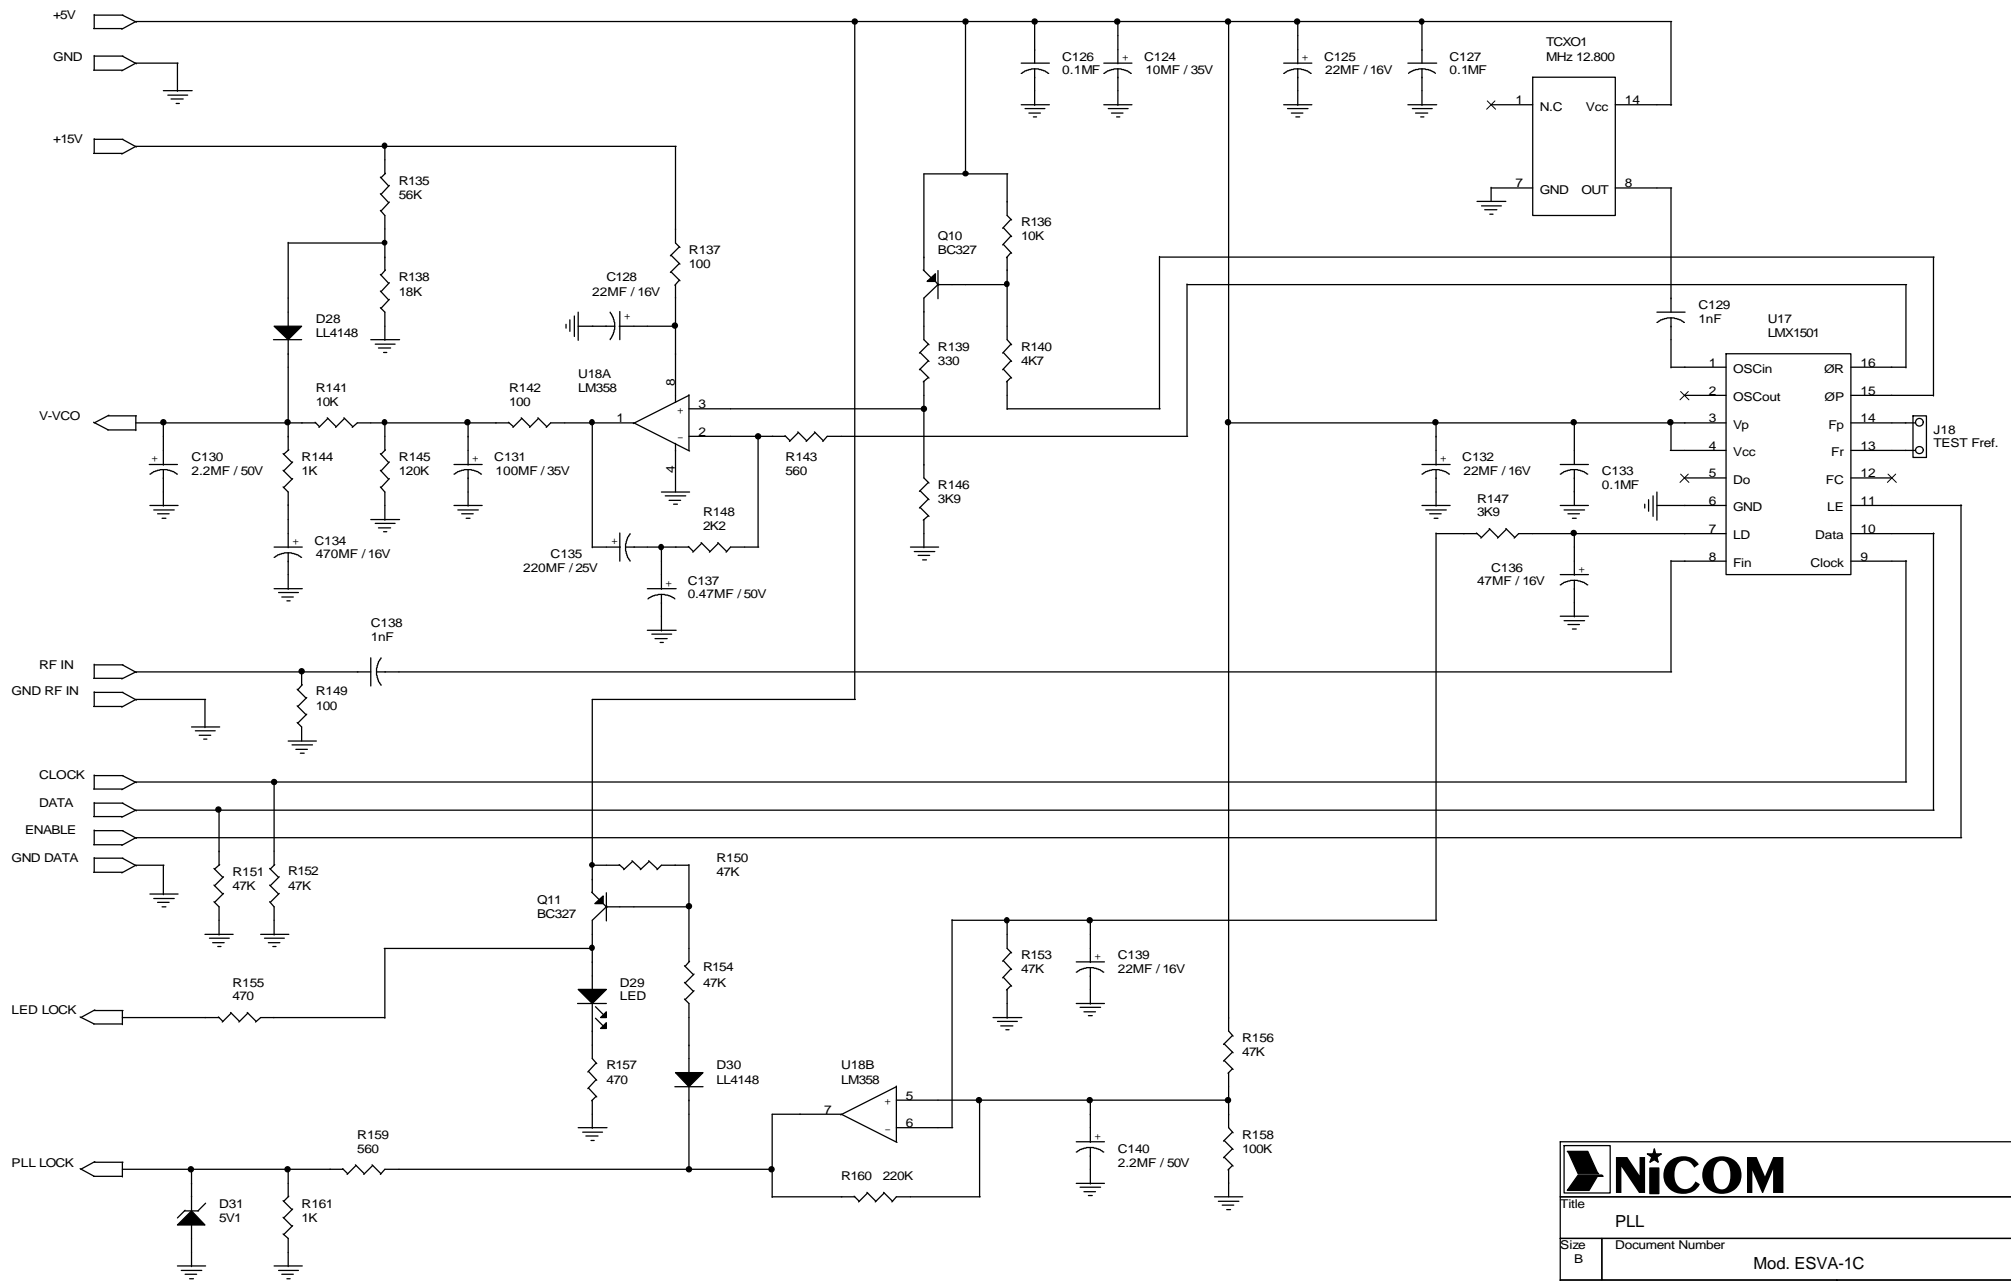 +5V
GND
+15V
C126
0.1MF
C124
10MF / 35V
C125
22MF / 16V
C127
0.1MF
TCXO1
MHz 12.800
1
N.C
Vcc
14
7
GND
OUT
8
R135
56K
R138
18K
D28
LL4148
R137
100
C128
22MF / 16V
U18A
LM358
8
3
2
1
4
+
−
Q10
BC327
R136
10K
R139
330
R140
4K7
C129
1nF
U17
LMX1501
1
OSCin
ØR
16
2
OSCout
ØP
15
3
Vp
Fp
14
4
Vcc
Fr
13
5
Do
FC
12
6
GND
LE
11
7
LD
Data
10
8
Fin
Clock
9
J18
TEST Fref.
V-VCO
R141
10K
R142
100
C130
2.2MF / 50V
R144
1K
R145
120K
C131
100MF / 35V
R143
560
R146
3K9
R148
2K2
C134
470MF / 16V
C135
220MF / 25V
C137
0.47MF / 50V
C132
22MF / 16V
C133
0.1MF
R147
3K9
C136
47MF / 16V
C138
1nF
RF IN
GND RF IN
R149
100
CLOCK
DATA
ENABLE
GND DATA
R151
47K
R152
47K
R150
47K
Q11
BC327
R155
470
LED LOCK
D29
LED
R154
47K
R153
47K
C139
22MF / 16V
R157
470
D30
LL4148
U18B
LM358
7
5
6
+
−
R156
47K
R158
100K
C140
2.2MF / 50V
R159
560
PLL LOCK
D31
5V1
R161
1K
R160 220K
NiCOM
Title
PLL
Size
B
Document Number
Mod. ESVA-1C